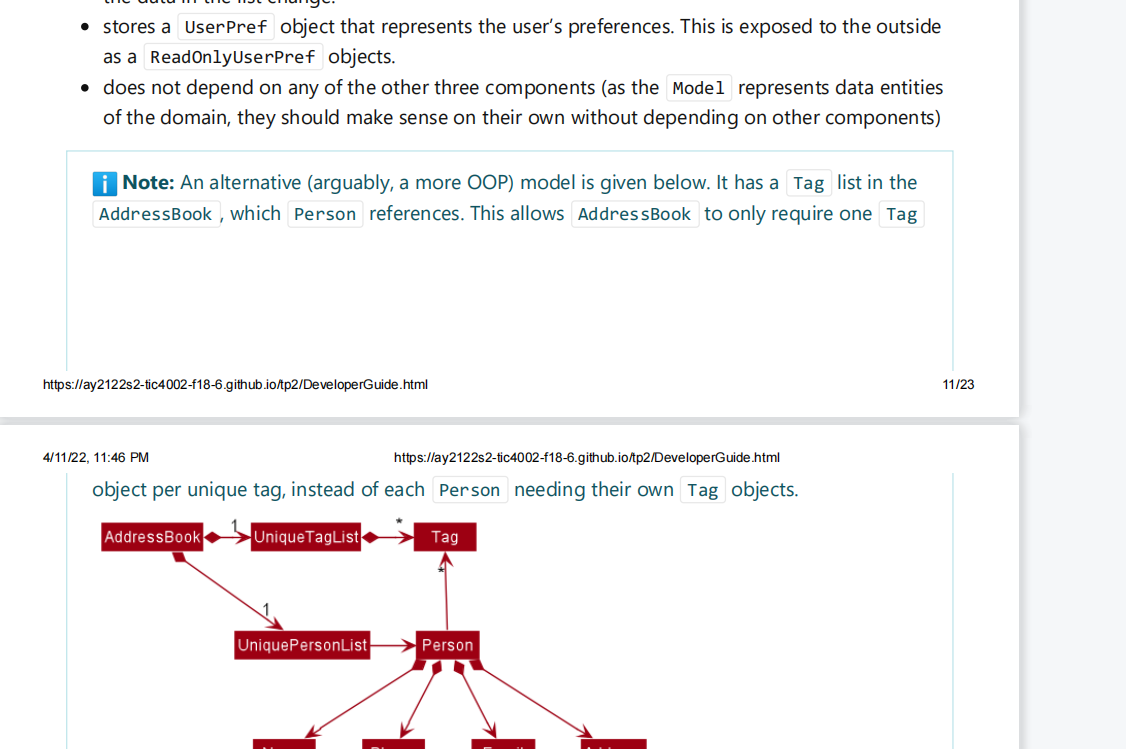 the data in the list change.
stores a UserPref object that represents the user's preferences. This is exposed to the outside
as a ReadOnlyUserPref objects.
does not depend on any of the other three components (as the Model represents data entities
of the domain, they should make sense on their own without depending on other components)
Note: An alternative (arguably, a more OOP) model is given below. It has a Tag list in the
AddressBook , which Person references. This allows AddressBook to only require one Tag
https://ay2122s2-tic4002-f18-6.github.io/tp2/DeveloperGuide.html 11/23
4/11/22, 11:46 PM https://ay2122s2-tic4002-f18-6.github.io/tp2/DeveloperGuide.html
object per unique tag, instead of each Person needing their own Tag objects.
AddressBook 1 UniqueTagList * Tag
*
1
UniquePersonList Person